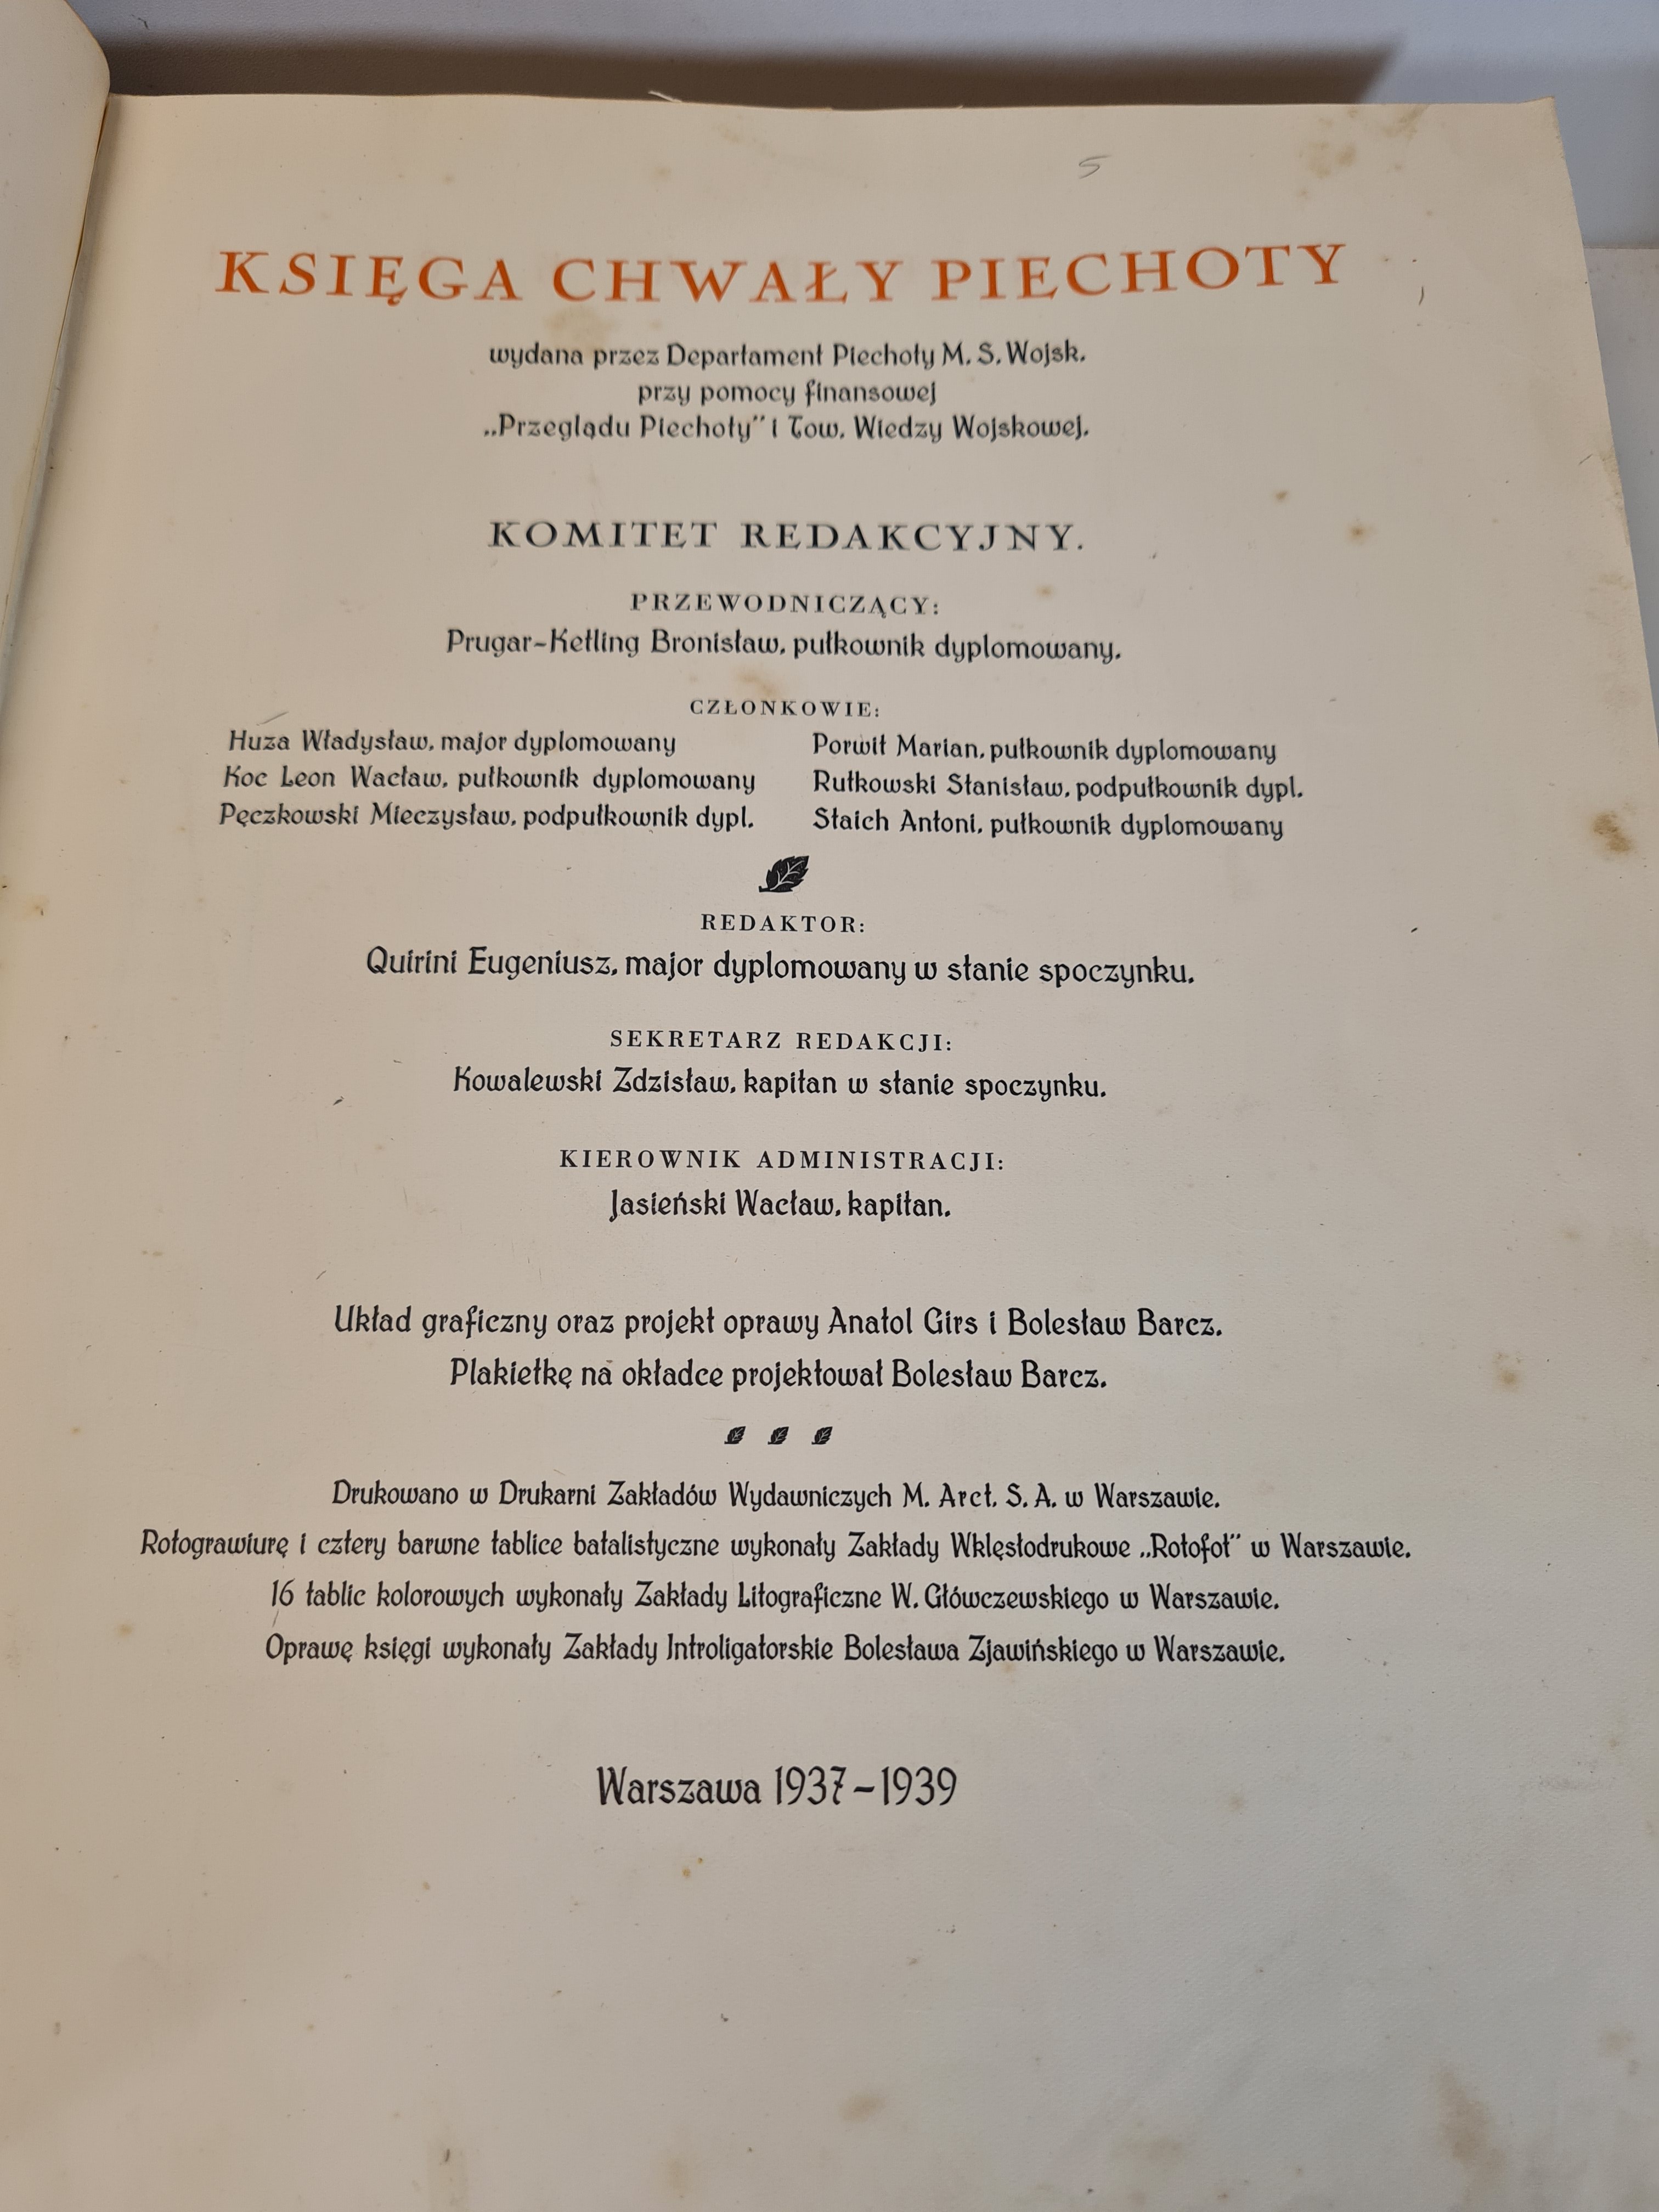 5
KSIĘGA CHWAŁY PIECHOTY
wydana przez Departament Piechoty M. S. Wojsk.
przy pomocy finansowej
„Przeglądu Piechoty” i Tow. Wiedzy Wojskowej.
KOMITET REDAKCYJNY.
PRZEWODNICZĄCY:
Prugar-Ketling Bronisław, pułkownik dyplomowany.
CZŁONKOWIE:
Huza Władysław, major dyplomowany
Koc Leon Wacław, pułkownik dyplomowany
Pęczkowski Mieczysław, podpułkownik dypl.
Porwit Marian, pułkownik dyplomowany
Rutkowski Stanisław, podpułkownik dypl.
Staich Antoni, pułkownik dyplomowany
REDAKTOR:
Quirini Eugeniusz, major dyplomowany w stanie spoczynku.
SEKRETARZ REDAKCJI:
Kowalewski Zdzisław, kapitan w stanie spoczynku.
KIEROWNIK ADMINISTRACJI:
Jasieński Wacław, kapitan.
Układ graficzny oraz projekt oprawy Anatol Girs i Bolesław Barcz.
Plakietkę na okładce projektował Bolesław Barcz.
Drukowano w Drukarni Zakładów Wydawniczych M. Arct. S. A. w Warszawie.
Rotograwiurę i cztery barwne tablice batalistyczne wykonały Zakłady Wklęsłodrukowe „Rotofot” w Warszawie.
16 tablic kolorowych wykonały Zakłady Litograficzne W. Główczewskiego w Warszawie.
Oprawę księgi wykonały Zakłady Introligatorskie Bolesława Zjawińskiego w Warszawie.
Warszawa 1937-1939